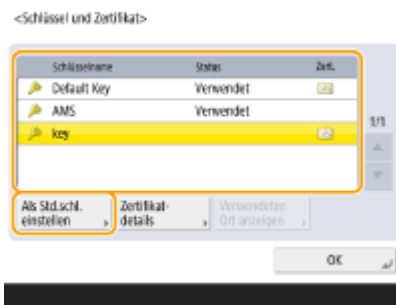 <Schlüssel und Zertifikat>
Schlüsselname Status Zert.
Default Key Verwendet
AMS Verwendet
key
1/1
Als Std.schl. einstellen
Zertifikat-details
Verwendeten Ort anzeigen
OK